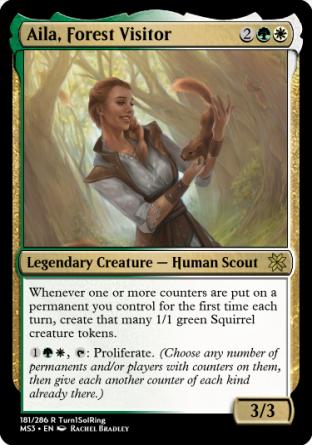 Aila, Forest Visitor 2
Legendary Creature — Human Scout
Whenever one or more counters are put on a
permanent you control for the first time each
turn, create that many 1/1 green Squirrel
creature tokens.
1 , : Proliferate. (Choose any number of
permanents and/or players with counters on them,
then give each another counter of each kind
already there.)
3/3
181/286 R Turn1SolRing
MS3 • EN RACHEL BRADLEY